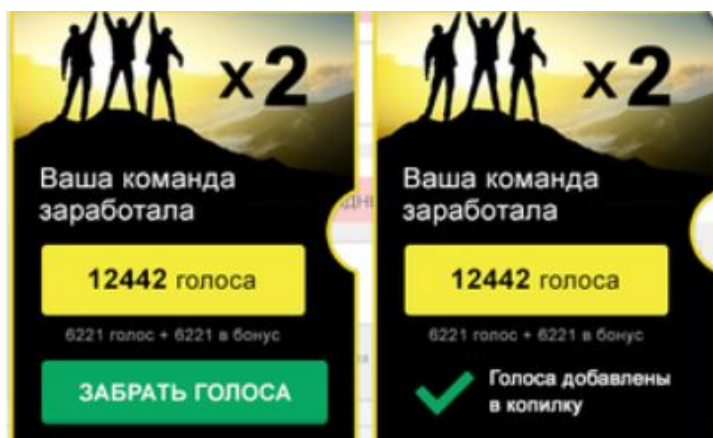 x2
Ваша команда
заработала
12442 голоса
6221 голос + 6221 в бонус
ЗАБРАТЬ ГОЛОСА
x2
Ваша команда
заработала
12442 голоса
6221 голос + 6221 в бонус
Голоса добавлены
в копилку